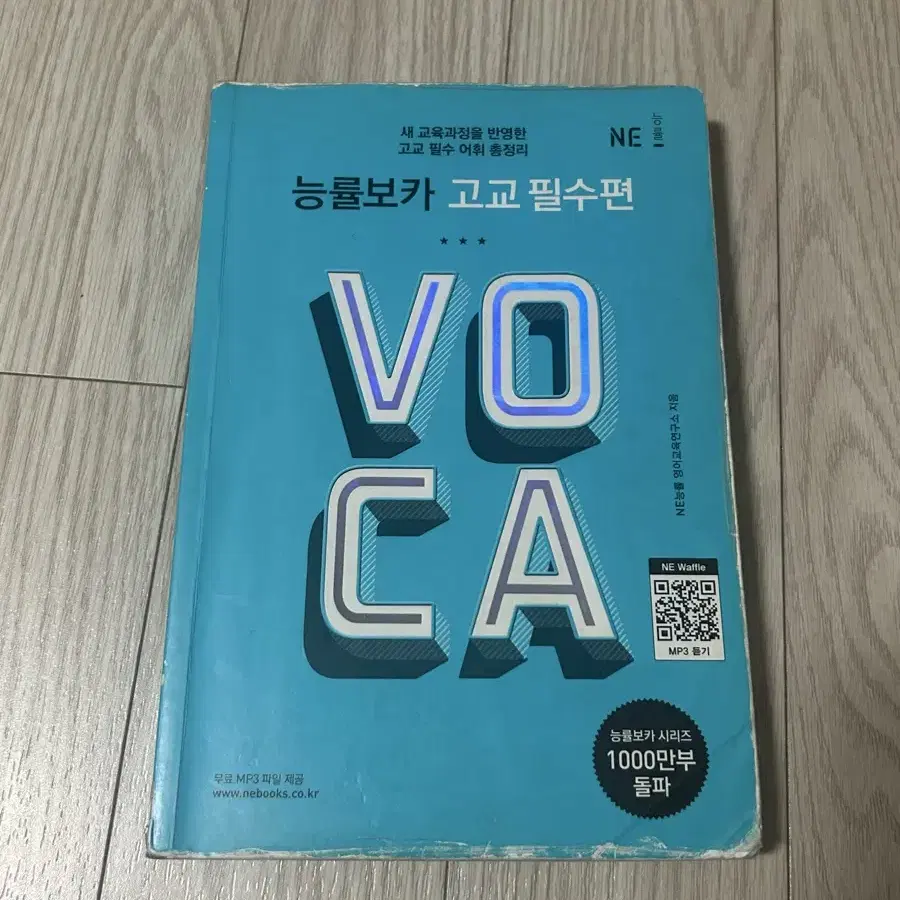 새 교육과정을 반영한
고교 필수 어휘 총정리
NE 능률
능률보카 고교 필수편
★ ★ ★
VO
CA
NE능률 영어교육연구소 지음
NE Waffle
MP3 듣기
능률보카 시리즈
1000만부
돌파
무료 MP3 파일 제공
www.nebooks.co.kr